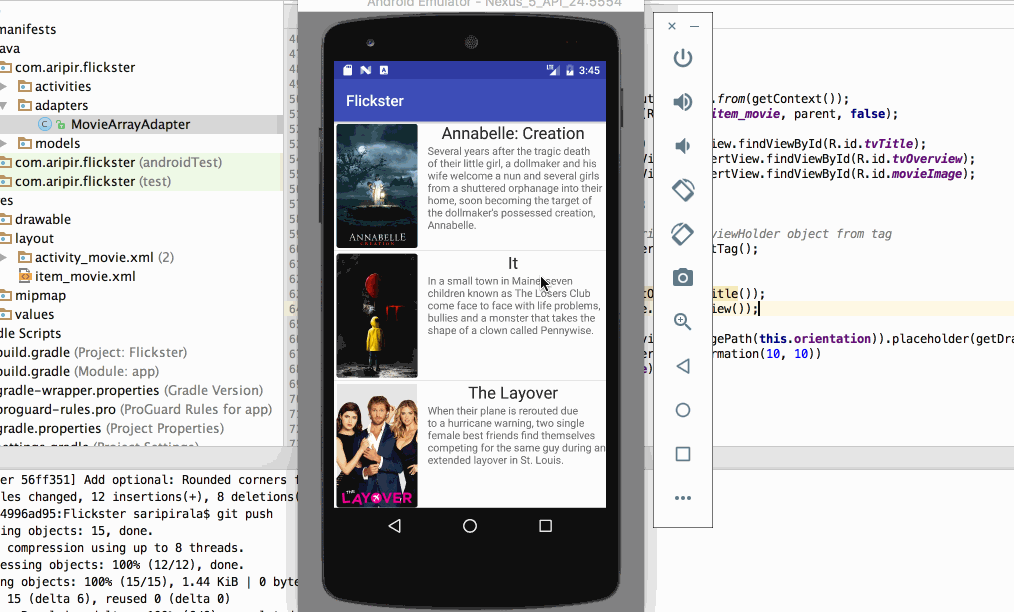 Android Emulator - Nexus_5_API_24:5554
manifests
ava
com.aripir.flickster
activities
adapters
MovieArrayAdapter
models
com.aripir.flickster (androidTest)
com.aripir.flickster (test)
es
drawable
layout
activity_movie.xml (2)
item_movie.xml
mipmap
values
dle Scripts
build.gradle (Project: Flickster)
build.gradle (Module: app)
gradle-wrapper.properties (Gradle Version)
proguard-rules.pro (ProGuard Rules for app)
gradle.properties (Project Properties)
settings.gradle (Project Settings)
3:45
Flickster
Annabelle: Creation
Several years after the tragic death
of their little girl, a dollmaker and his
wife welcome a nun and several girls
from a shuttered orphanage into their
home, soon becoming the target of
the dollmaker's possessed creation,
Annabelle.
ANNABELLE
CREATION
It
In a small town in Maine, seven
children known as The Losers Club
come face to face with life problems,
bullies and a monster that takes the
shape of a clown called Pennywise.
The Layover
When their plane is rerouted due
to a hurricane warning, two single
female best friends find themselves
competing for the same guy during an
extended layover in St. Louis.
THE
LAYOVER
.from(getContext());
item_movie, parent, false);
iew.findViewById(R.id.tvTitle);
ertView.findViewById(R.id.tvOverview);
ertView.findViewById(R.id.movieImage);
viewHolder object from tag
tTag();
itle());
iew());
gePath(this.orientation)).placeholder(getDra
rmation(10, 10))
er 56ff351] Add optional: Rounded corners f
les changed, 12 insertions(+), 8 deletions(
4996ad95:Flickster saripirala$ git push
ing objects: 15, done.
compression using up to 8 threads.
essing objects: 100% (12/12), done.
ng objects: 100% (15/15), 1.44 KiB | 0 byte
15 (delta 6), reused 0 (delta 0)